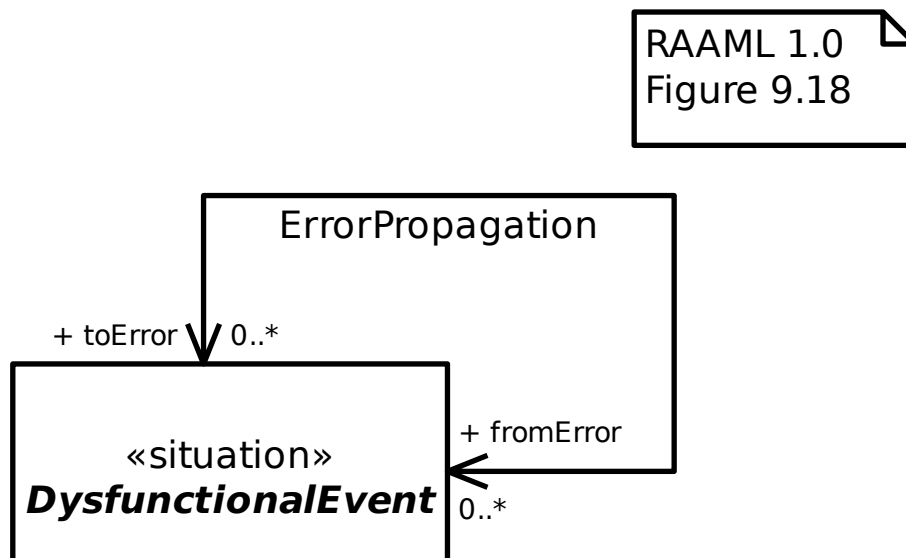 RAAML 1.0
Figure 9.18
ErrorPropagation
+ toError 0..*
+ fromError
«situation»
DysfunctionalEvent
0..*